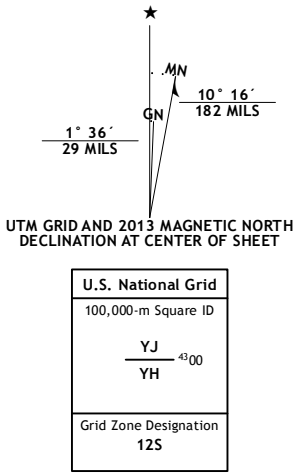 ★
MN
GN
10° 16´
182 MILS
1° 36´
29 MILS
UTM GRID AND 2013 MAGNETIC NORTH
DECLINATION AT CENTER OF SHEET
U.S. National Grid
100,000-m Square ID
YJ
4300
YH
Grid Zone Designation
12S